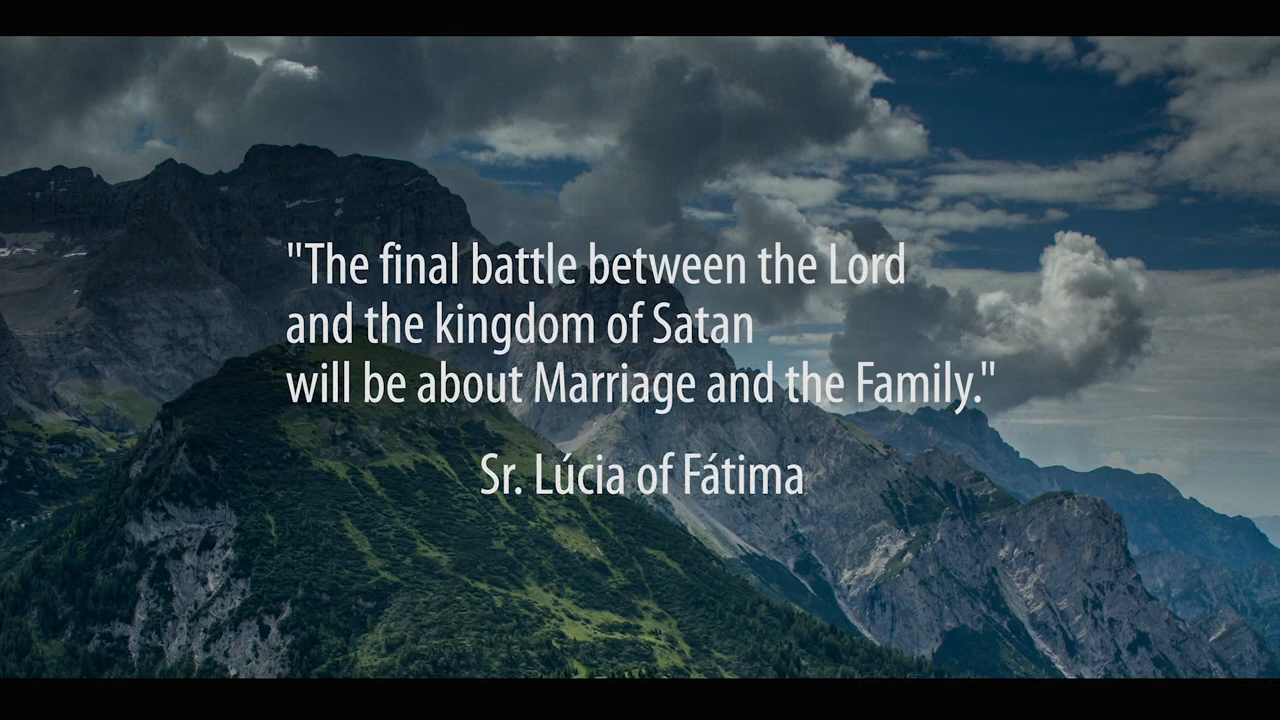 "The final battle between the Lord
and the kingdom of Satan
will be about Marriage and the Family."
Sr. Lúcia of Fátima